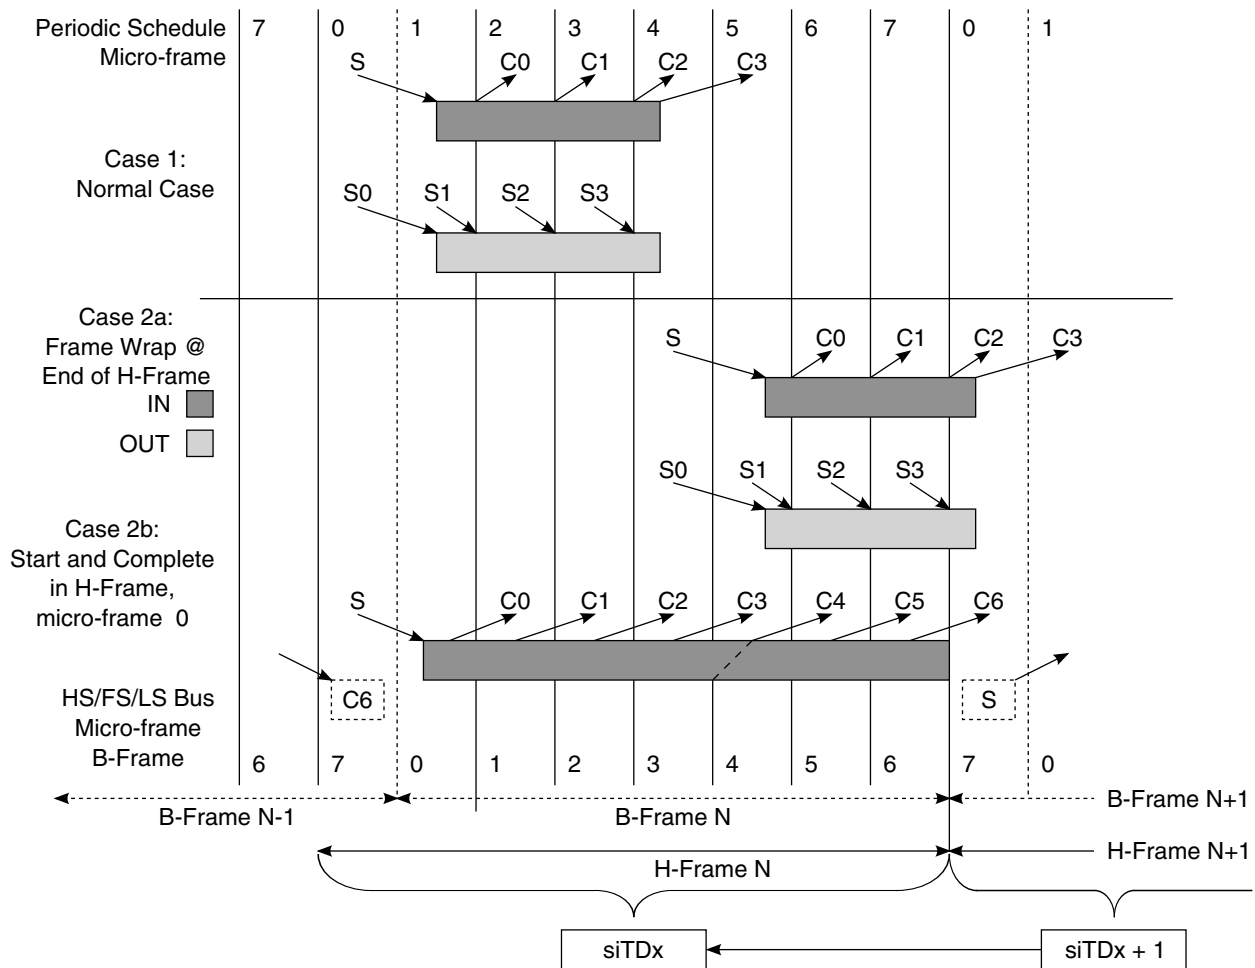 Periodic Schedule
Micro-frame
7 0 1 2 3 4 5 6 7 0 1
S C0 C1 C2 C3
Case 1:
Normal Case
S0 S1 S2 S3
Case 2a:
Frame Wrap @
End of H-Frame
S C0 C1 C2 C3
IN
OUT
S0 S1 S2 S3
Case 2b:
Start and Complete
in H-Frame,
micro-frame 0
S C0 C1 C2 C3 C4 C5 C6
C6 S
HS/FS/LS Bus
Micro-frame
B-Frame
6 7 0 1 2 3 4 5 6 7 0
B-Frame N-1 B-Frame N B-Frame N+1
H-Frame N H-Frame N+1
siTDx siTDx + 1